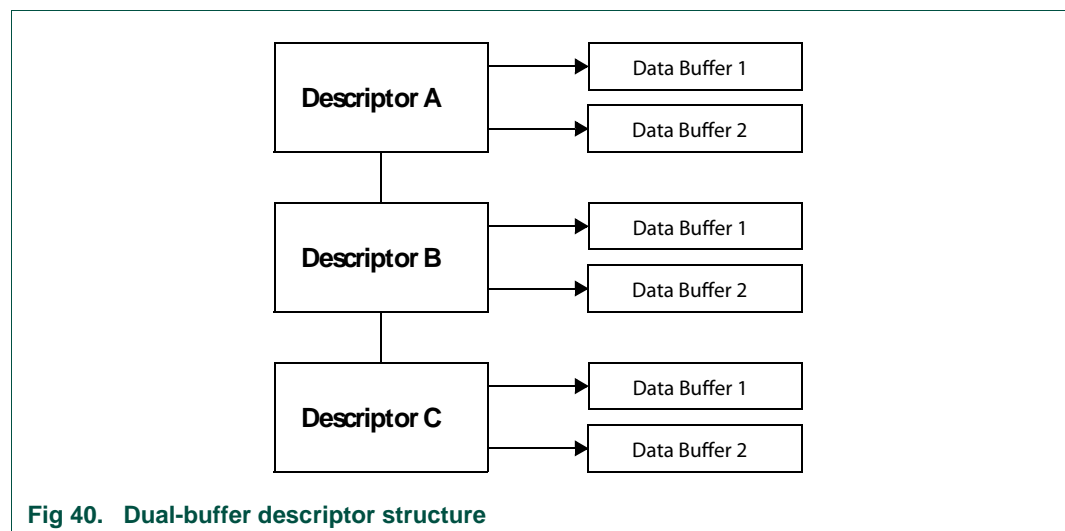 Descriptor A
Data Buffer 1
Data Buffer 2
Descriptor B
Data Buffer 1
Data Buffer 2
Descriptor C
Data Buffer 1
Data Buffer 2
Fig 40. Dual-buffer descriptor structure